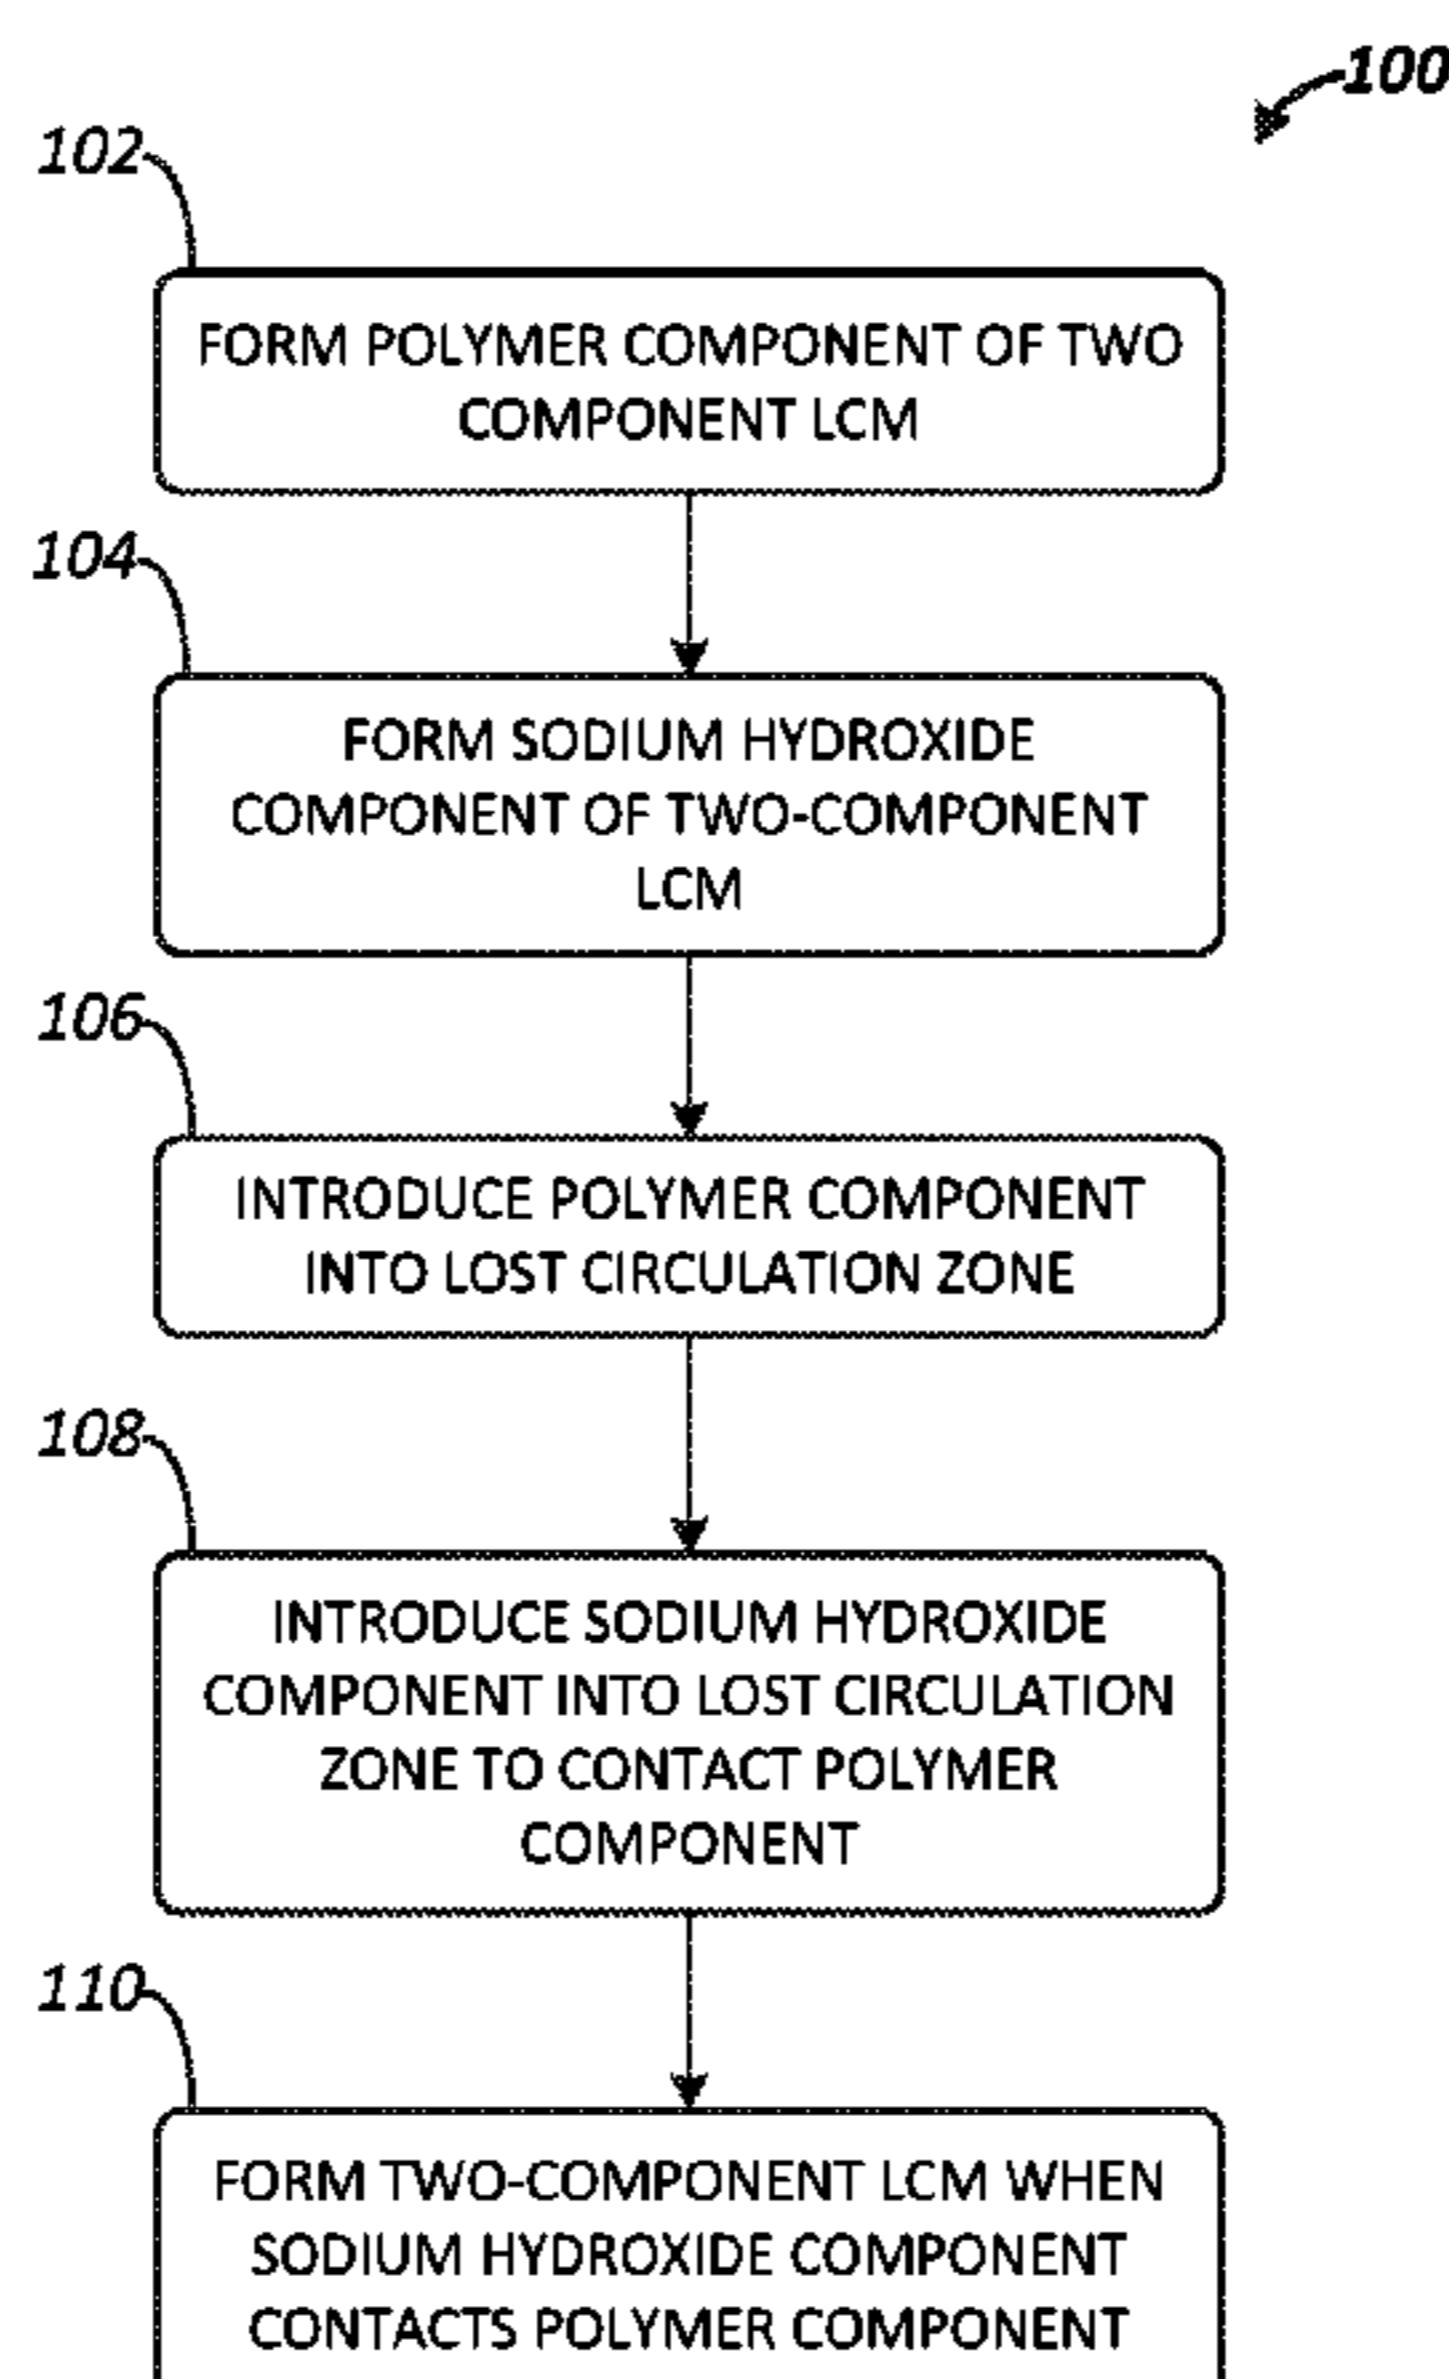 100
102
FORM POLYMER COMPONENT OF TWO
COMPONENT LCM
104
FORM SODIUM HYDROXIDE
COMPONENT OF TWO-COMPONENT
LCM
106
INTRODUCE POLYMER COMPONENT
INTO LOST CIRCULATION ZONE
108
INTRODUCE SODIUM HYDROXIDE
COMPONENT INTO LOST CIRCULATION
ZONE TO CONTACT POLYMER
COMPONENT
110
FORM TWO-COMPONENT LCM WHEN
SODIUM HYDROXIDE COMPONENT
CONTACTS POLYMER COMPONENT